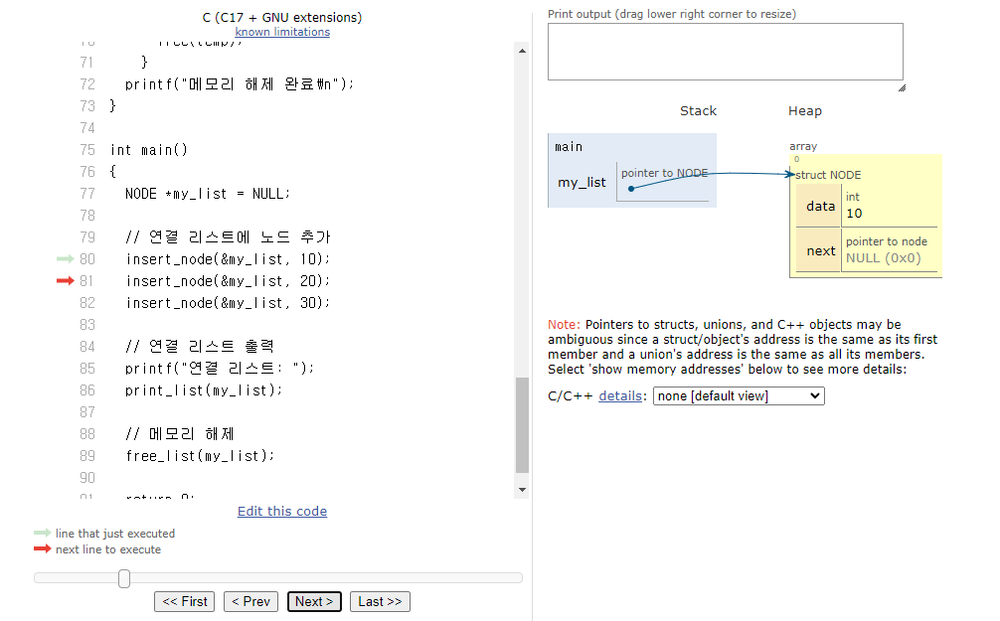 C (C17 + GNU extensions)
known limitations
70 free(temp);
71 }
72 printf("메모리 해제 완료₩n");
73 }
74
75 int main()
76 {
77 NODE *my_list = NULL;
78
79 // 연결 리스트에 노드 추가
80 insert_node(&my_list, 10);
81 insert_node(&my_list, 20);
82 insert_node(&my_list, 30);
83
84 // 연결 리스트 출력
85 printf("연결 리스트: ");
86 print_list(my_list);
87
88 // 메모리 해제
89 free_list(my_list);
90
91 return 0;
Edit this code
line that just executed
next line to execute
<< First < Prev Next > Last >>
Print output (drag lower right corner to resize)
Stack Heap
main
my_list
pointer to NODE
array
0
struct NODE
data
int
10
next
pointer to node
NULL (0x0)
Note: Pointers to structs, unions, and C++ objects may be
ambiguous since a struct/object's address is the same as its first
member and a union's address is the same as all its members.
Select 'show memory addresses' below to see more details:
C/C++ details: none [default view]